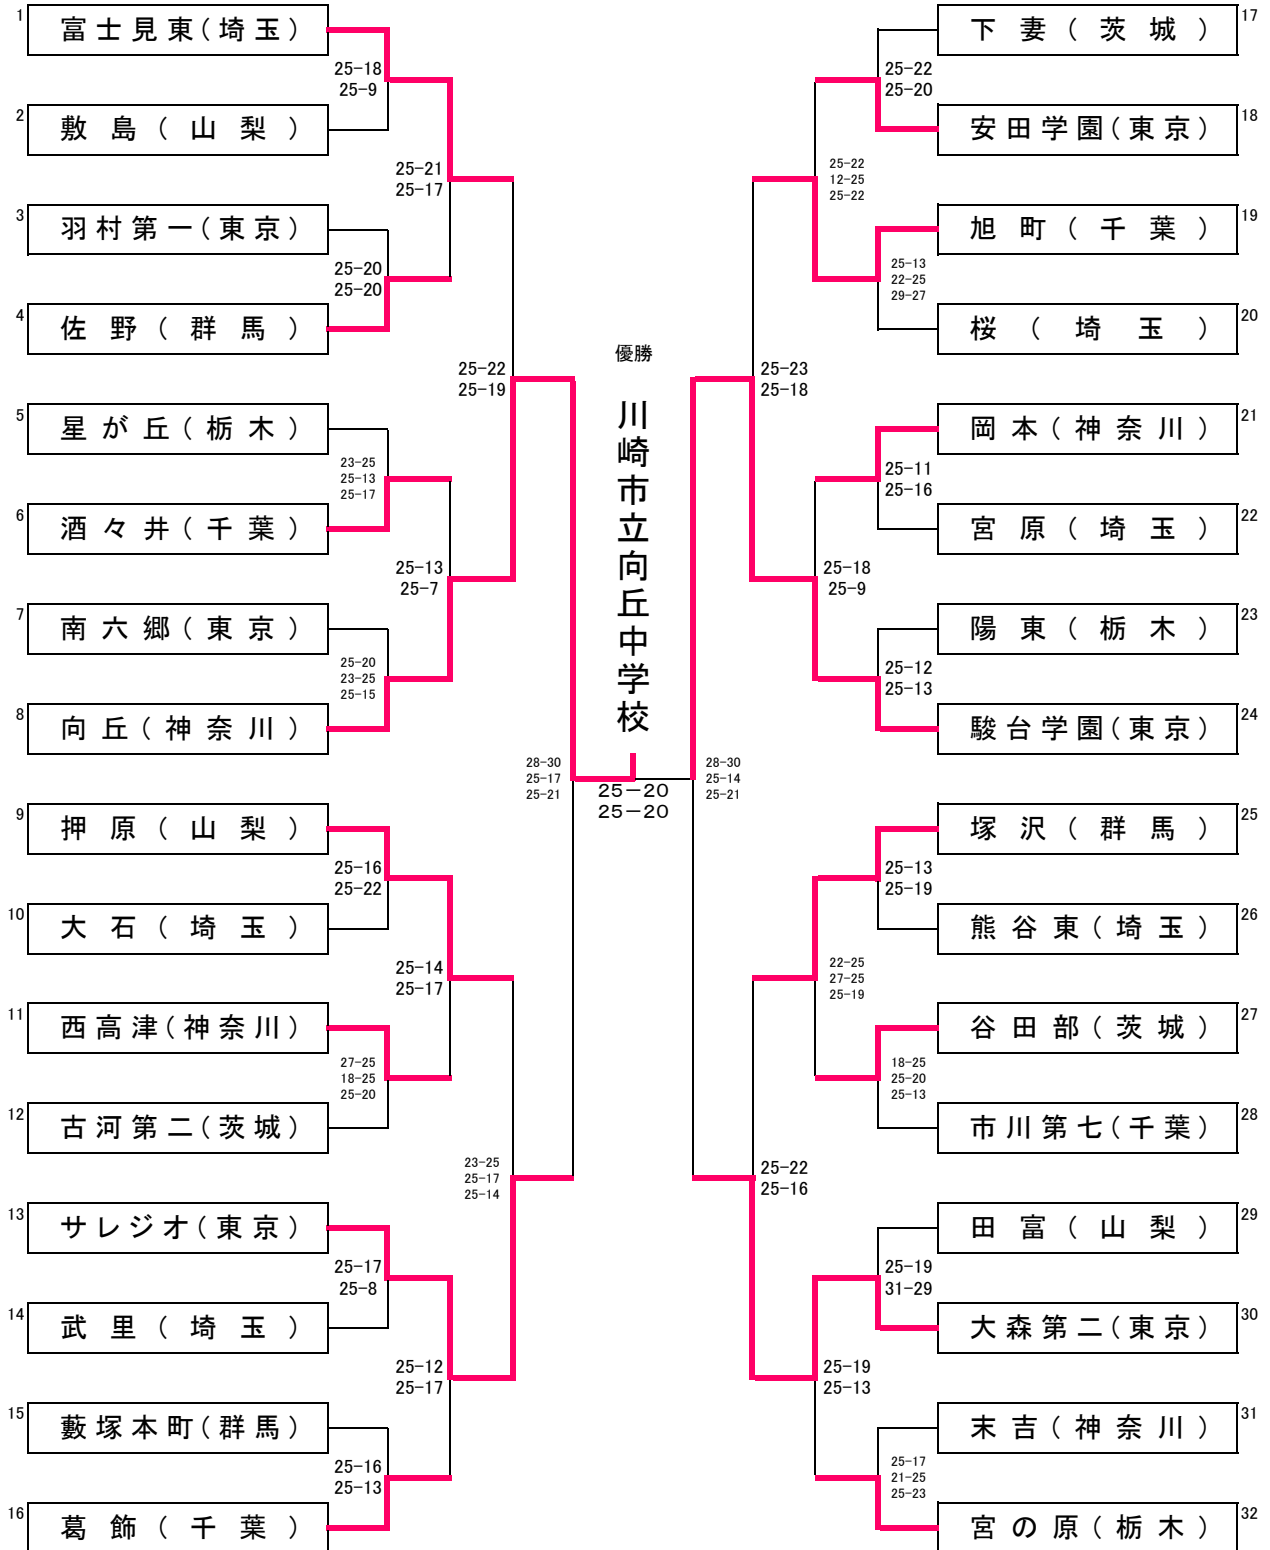 1 富士見東(埼玉)
25-18
25-9
2 敷島(山梨)
25-21
25-17
3 羽村第一(東京)
25-20
25-20
4 佐野(群馬)
25-22
25-19
5 星が丘(栃木)
23-25
25-13
25-17
6 酒々井(千葉)
25-13
25-7
7 南六郷(東京)
25-20
23-25
25-15
8 向丘(神奈川)
28-30
25-17
25-21
9 押原(山梨)
25-16
25-22
10 大石(埼玉)
25-14
25-17
11 西高津(神奈川)
27-25
18-25
25-20
12 古河第二(茨城)
23-25
25-17
25-14
13 サレジオ(東京)
25-17
25-8
14 武里(埼玉)
25-12
25-17
15 藪塚本町(群馬)
25-16
25-13
16 葛飾(千葉)
優勝
川崎市立向丘中学校
25-20
25-20
17 下妻(茨城)
25-22
25-20
18 安田学園(東京)
25-22
12-25
25-22
19 旭町(千葉)
25-13
22-25
29-27
20 桜(埼玉)
25-23
25-18
21 岡本(神奈川)
25-11
25-16
22 宮原(埼玉)
25-18
25-9
23 陽東(栃木)
25-12
25-13
24 駿台学園(東京)
28-30
25-14
25-21
25 塚沢(群馬)
25-13
25-19
26 熊谷東(埼玉)
22-25
27-25
25-19
27 谷田部(茨城)
18-25
25-20
25-13
28 市川第七(千葉)
25-22
25-16
29 田富(山梨)
25-19
31-29
30 大森第二(東京)
25-19
25-13
31 末吉(神奈川)
25-17
21-25
25-23
32 宮の原(栃木)